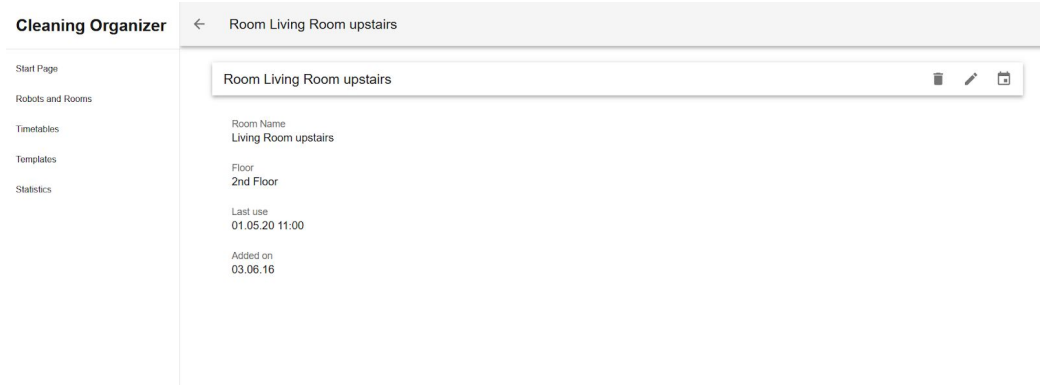 Cleaning Organizer
Start Page
Robots and Rooms
Timetables
Templates
Statistics
Room Living Room upstairs
Room Living Room upstairs
Room Name
Living Room upstairs
Floor
2nd Floor
Last use
01.05.20 11:00
Added on
03.06.16